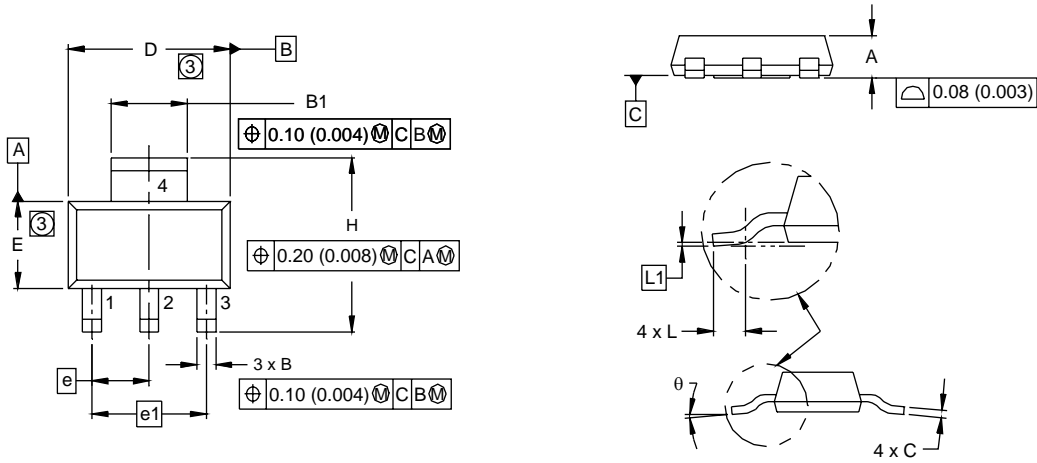 D
B
3
B1
⌖ 0.10 (0.004) Ⓜ C B Ⓜ
A
4
3
E
H
⌖ 0.20 (0.008) Ⓜ C A Ⓜ
1
2
3
3 x B
e
⌖ 0.10 (0.004) Ⓜ C B Ⓜ
e1
A
C
⌓ 0.08 (0.003)
L1
4 x L
θ
4 x C